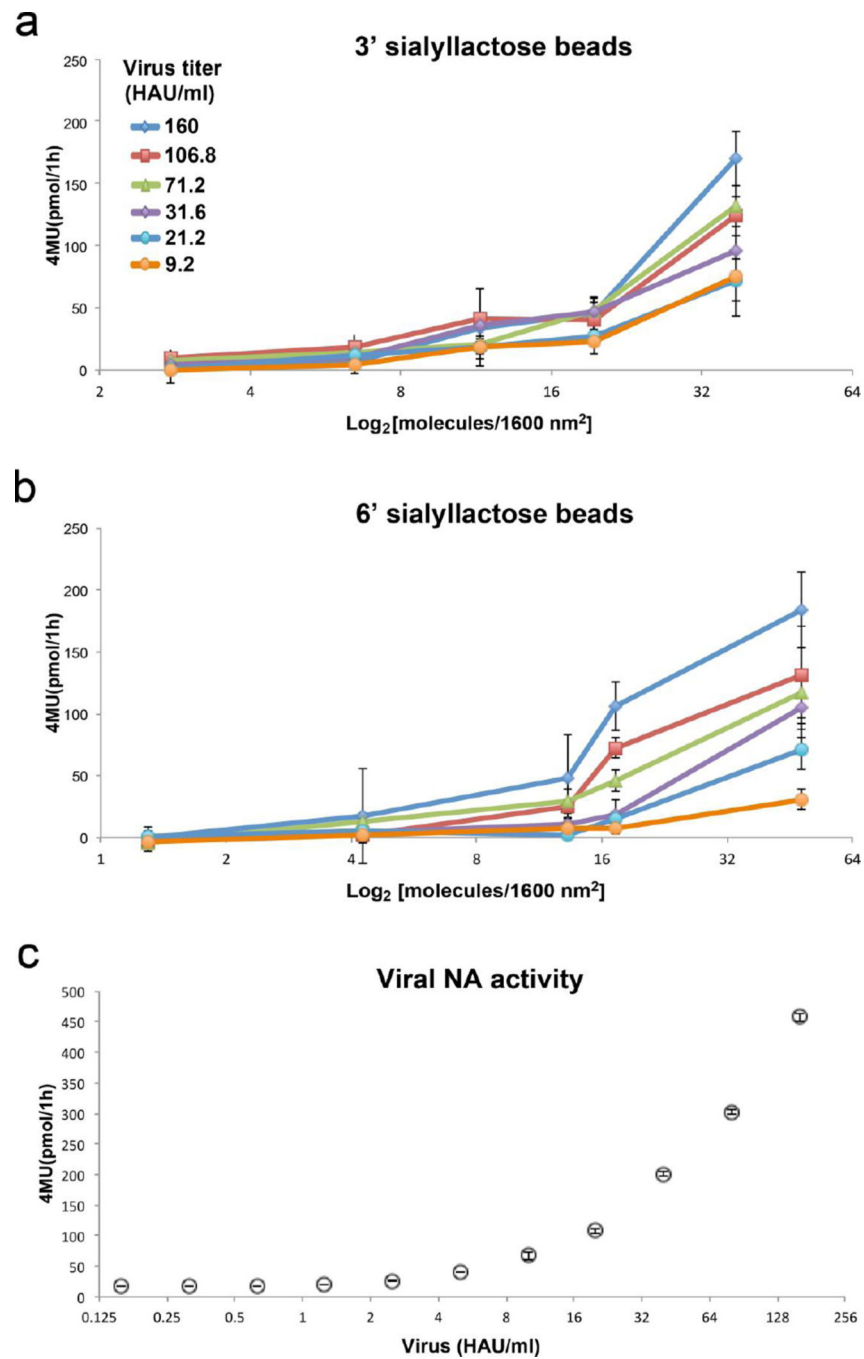 a
3' sialyllactose beads
Virus titer
(HAU/ml)
160
106.8
71.2
31.6
21.2
9.2
4MU(pmol/1h)
250
200
150
100
50
0
2 4 8 16 32 64
Log2[molecules/1600 nm2]
b
6' sialyllactose beads
4MU(pmol/1h)
250
200
150
100
50
0
1 2 4 8 16 32 64
Log2 [molecules/1600 nm2]
c
Viral NA activity
4MU(pmol/1h)
500
450
400
350
300
250
200
150
100
50
0
0.125 0.25 0.5 1 2 4 8 16 32 64 128 256
Virus (HAU/ml)